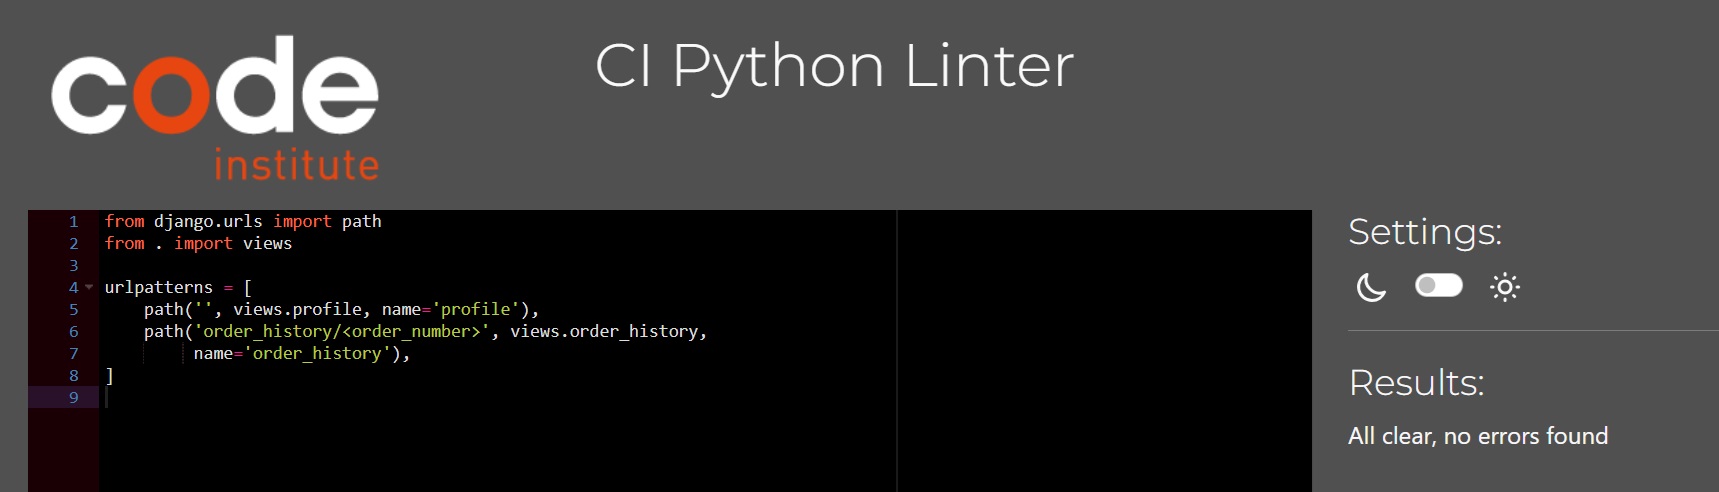 code
institute
CI Python Linter
1 from django.urls import path
2 from . import views
3
4 urlpatterns = [
5     path('', views.profile, name='profile'),
6     path('order_history/<order_number>', views.order_history,
7          name='order_history'),
8 ]
9
Settings:
Results:
All clear, no errors found